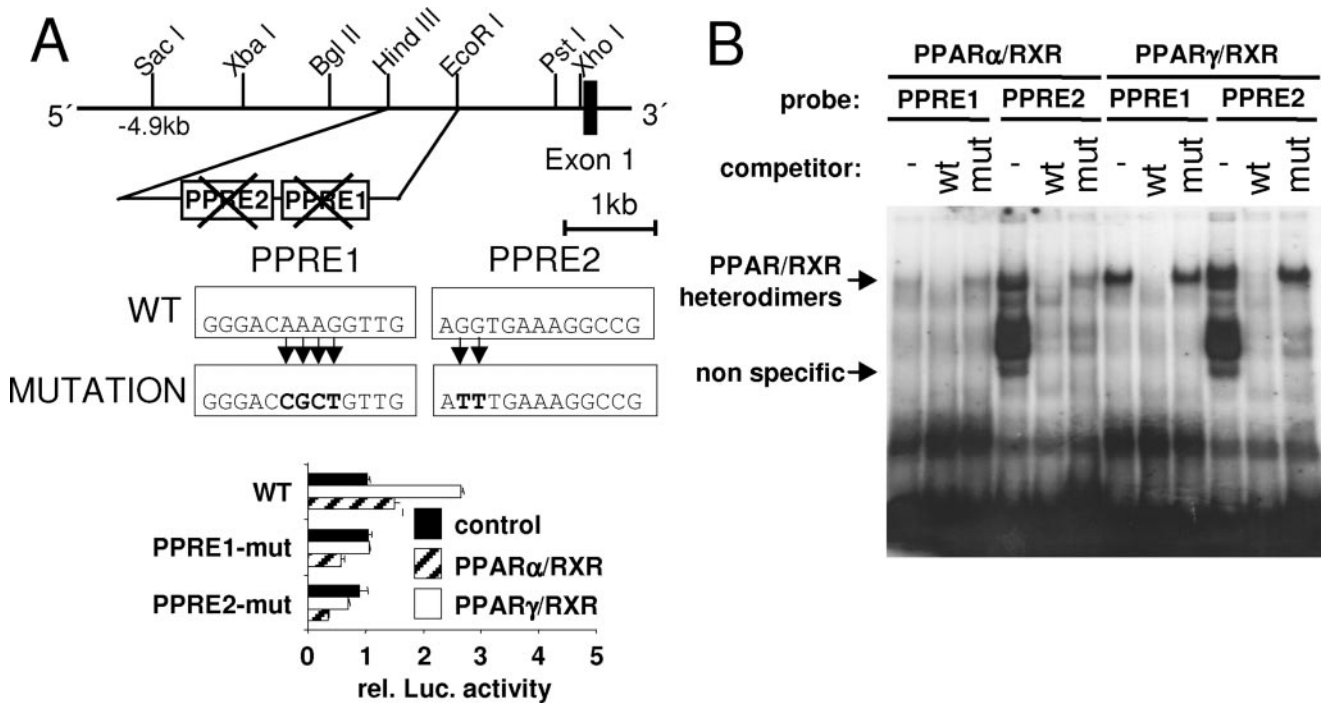 A
Sac I
Xba I
Bgl II
Hind III
EcoR I
Pst I
Xho I
5´
3´
-4.9kb
Exon 1
PPRE2
PPRE1
1kb
PPRE1
PPRE2
WT
GGGACAAAGGTTG
AGGTGAAAGGCCG
MUTATION
GGGACCGCTGTTG
ATTTGAAAGGCCG
WT
PPRE1-mut
PPRE2-mut
control
PPARα/RXR
PPARγ/RXR
0 1 2 3 4 5
rel. Luc. activity
B
PPARα/RXR PPARγ/RXR
probe: PPRE1 PPRE2 PPRE1 PPRE2
competitor: - wt mut - wt mut - wt mut - wt mut
PPAR/RXR
heterodimers
non specific